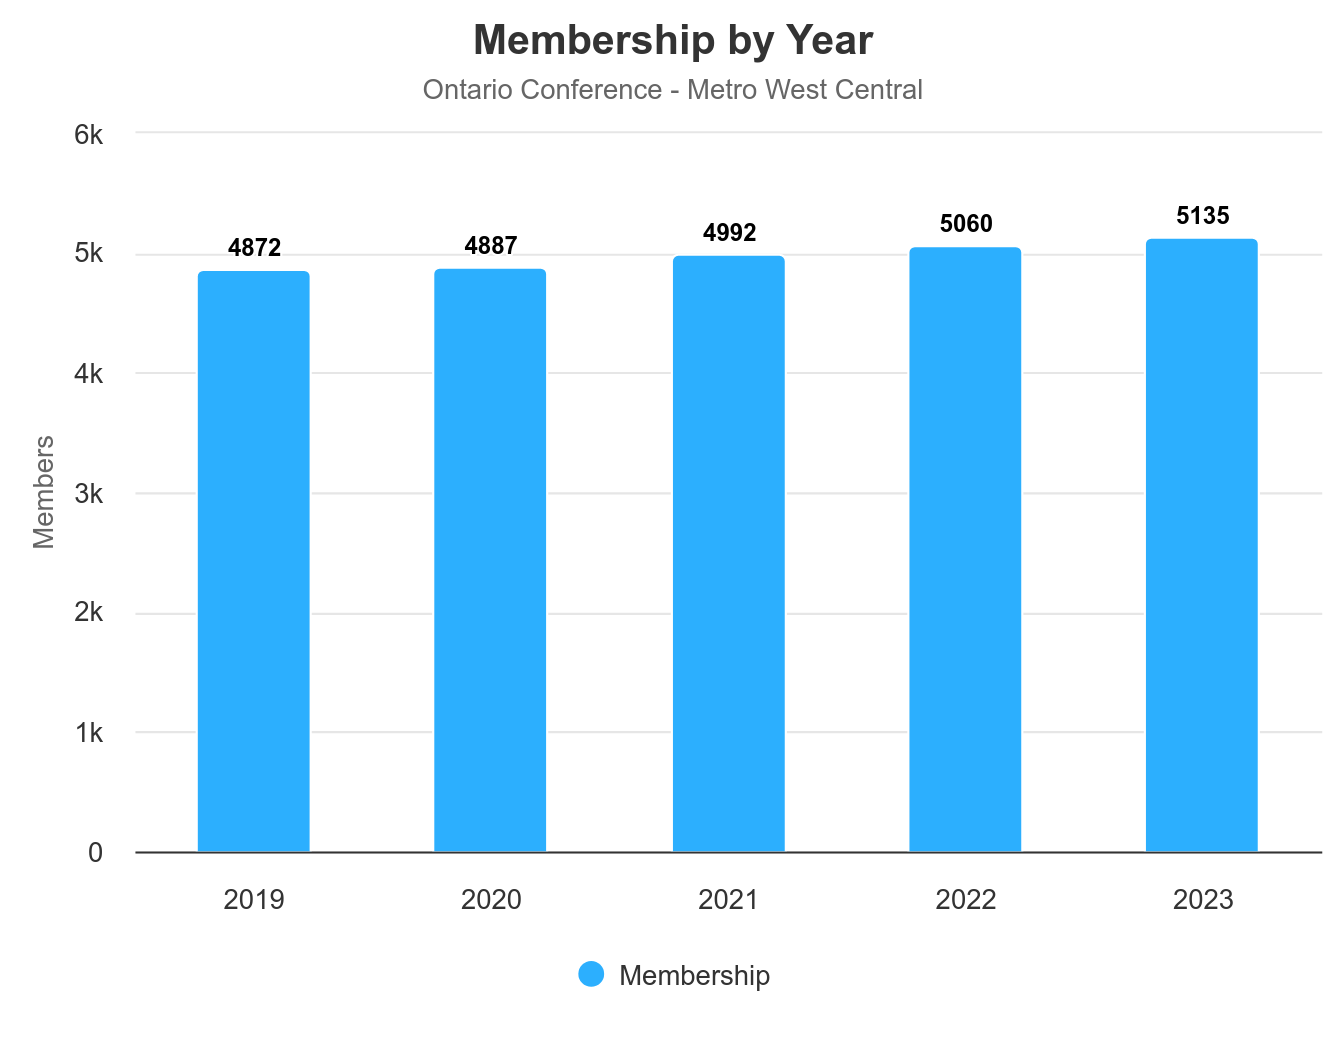 Membership by Year
Ontario Conference - Metro West Central
6k
5k
4k
3k
2k
1k
0
Members
4872
4887
4992
5060
5135
2019 2020 2021 2022 2023
Membership